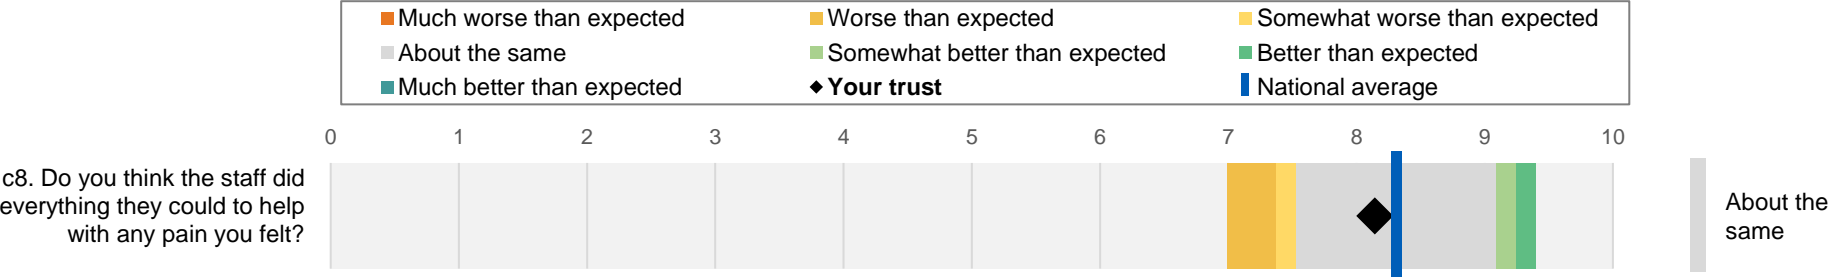 Much worse than expected
Worse than expected
Somewhat worse than expected
About the same
Somewhat better than expected
Better than expected
Much better than expected
Your trust
National average
0 1 2 3 4 5 6 7 8 9 10
c8. Do you think the staff did
everything they could to help
with any pain you felt?
About the
same